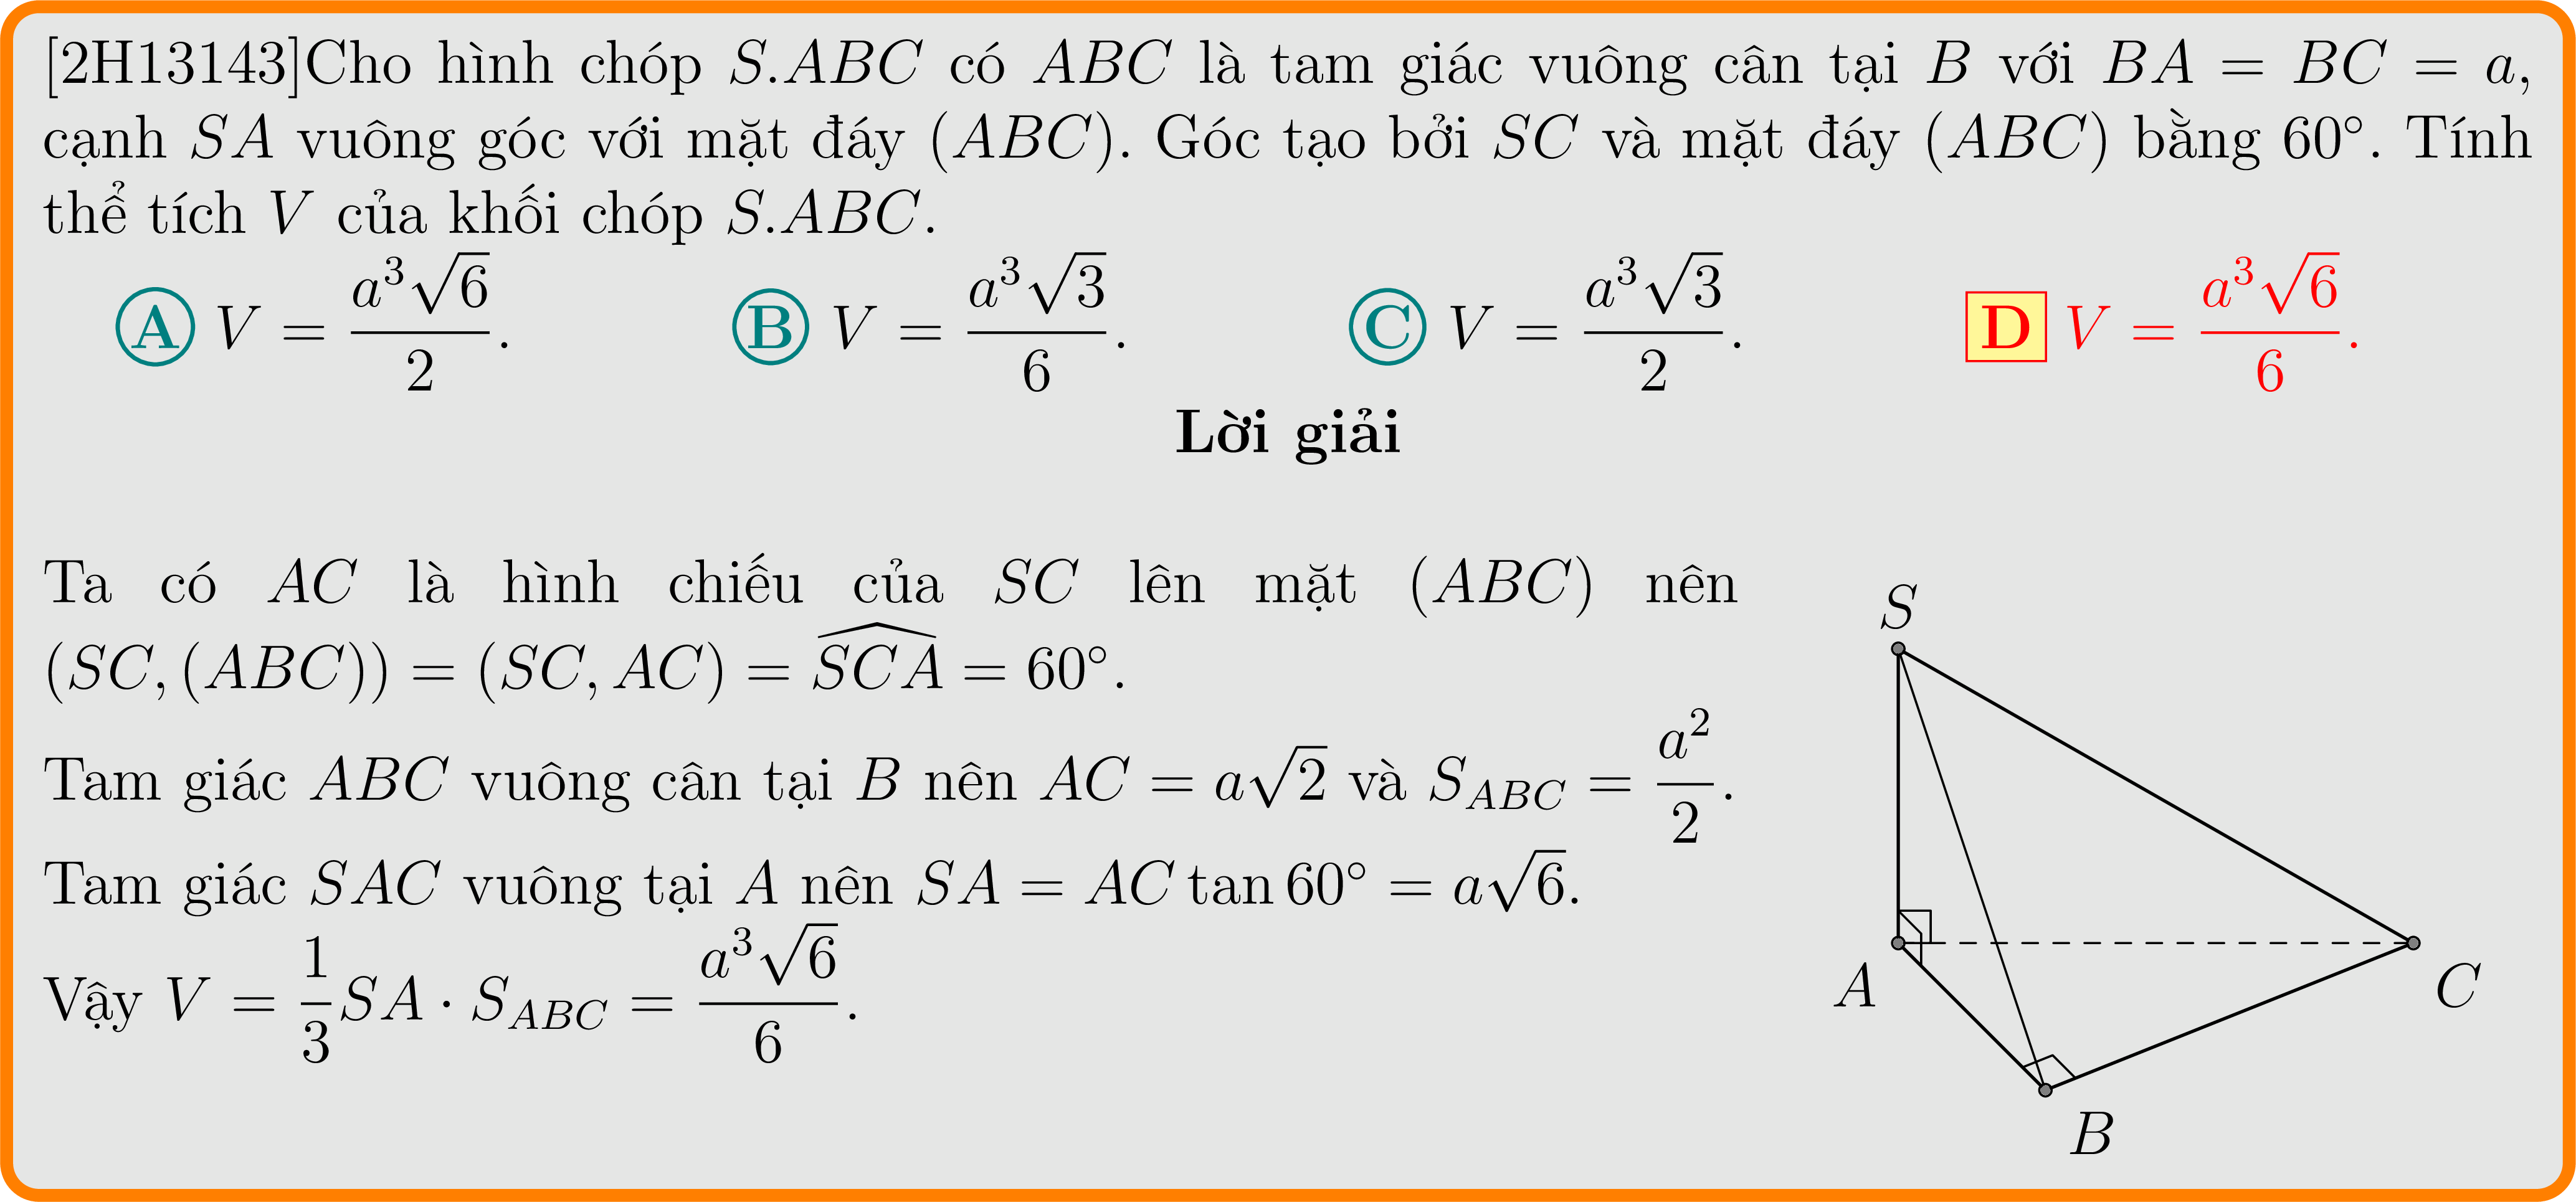 [2H13143]Cho hình chóp S.ABC có ABC là tam giác vuông cân tại B với BA = BC = a,
cạnh SA vuông góc với mặt đáy (ABC). Góc tạo bởi SC và mặt đáy (ABC) bằng 60°. Tính
thể tích V của khối chóp S.ABC.
A V = \frac{a^3\sqrt{6}}{2}. B V = \frac{a^3\sqrt{3}}{6}. C V = \frac{a^3\sqrt{3}}{2}. D V = \frac{a^3\sqrt{6}}{6}.
Lời giải
Ta có AC là hình chiếu của SC lên mặt (ABC) nên
(SC, (ABC)) = (SC, AC) = \widehat{SCA} = 60°.
Tam giác ABC vuông cân tại B nên AC = a\sqrt{2} và S_{ABC} = \frac{a^2}{2}.
Tam giác SAC vuông tại A nên SA = AC tan 60° = a\sqrt{6}.
Vậy V = \frac{1}{3}SA · S_{ABC} = \frac{a^3\sqrt{6}}{6}.
S
A
C
B